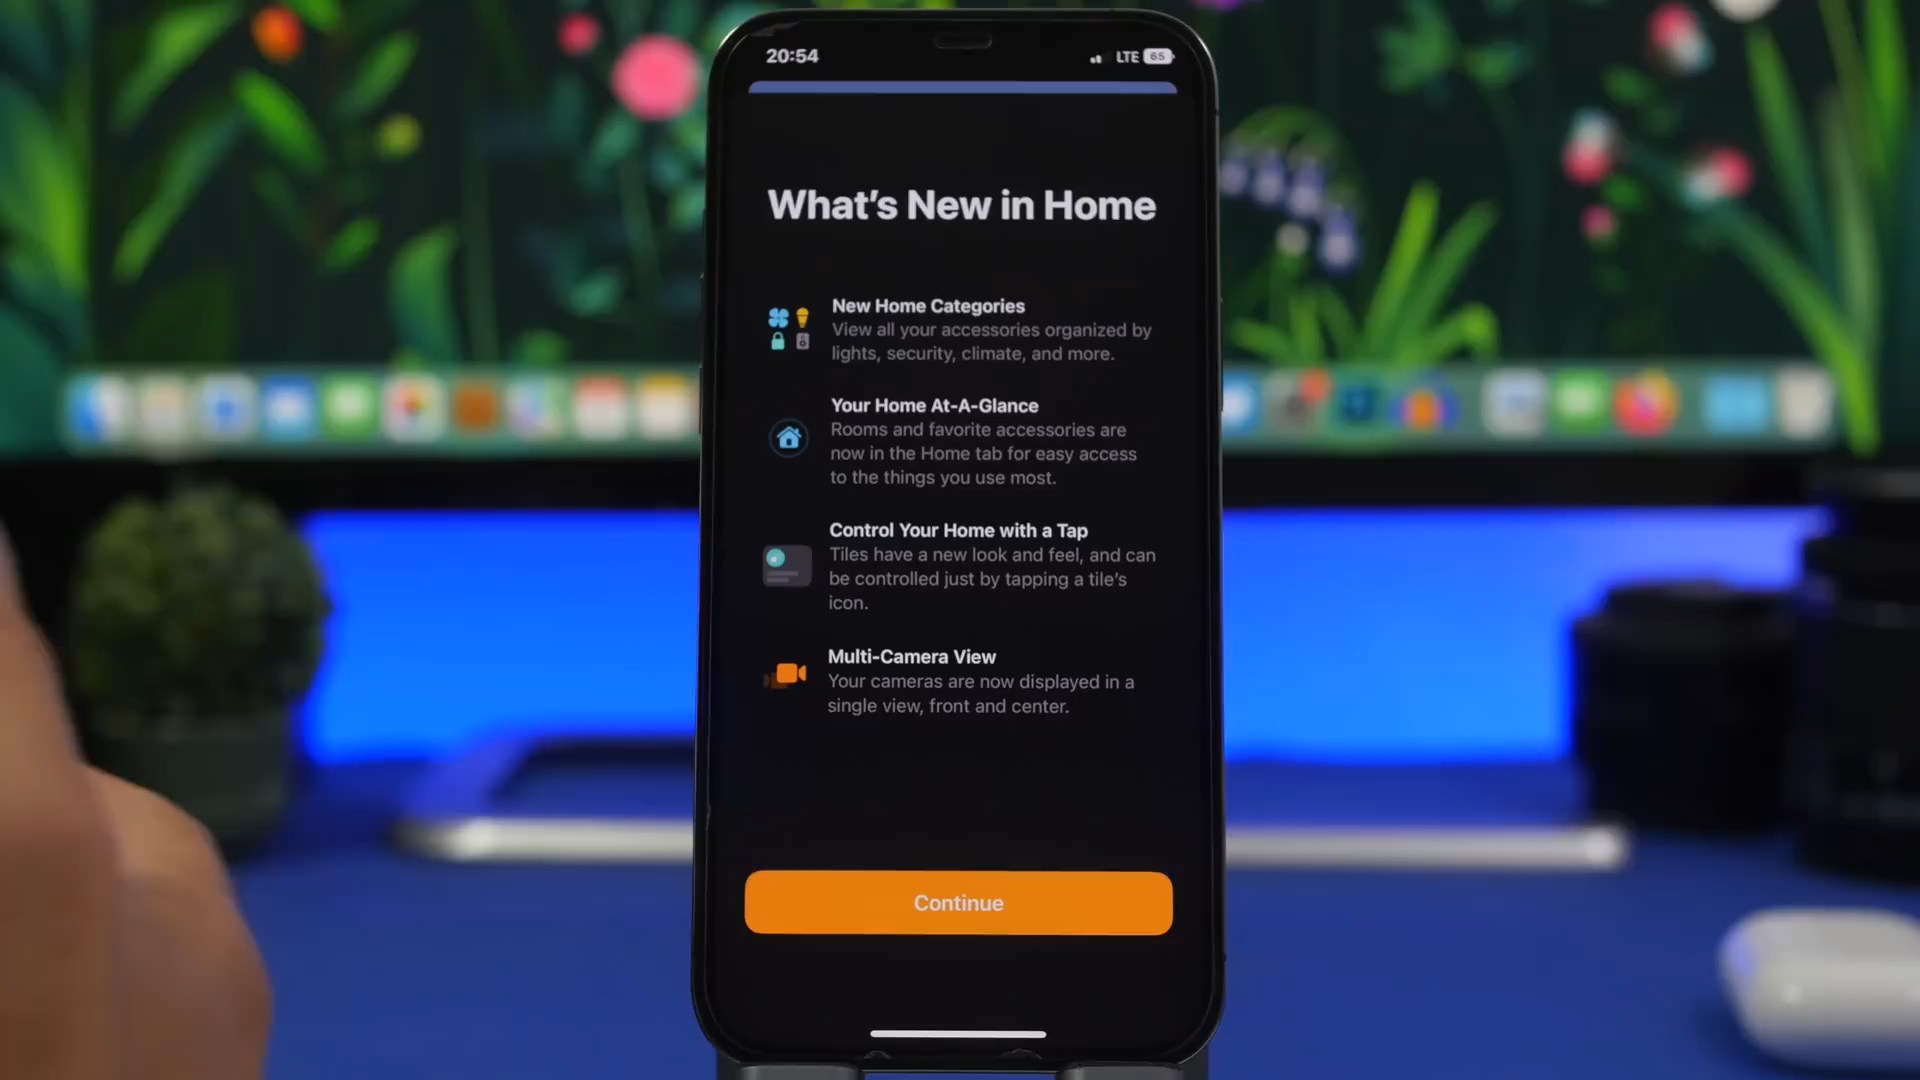 20:54
LTE 65
What's New in Home
New Home Categories
View all your accessories organized by
lights, security, climate, and more.
Your Home At-A-Glance
Rooms and favorite accessories are
now in the Home tab for easy access
to the things you use most.
Control Your Home with a Tap
Tiles have a new look and feel, and can
be controlled just by tapping a tile's
icon.
Multi-Camera View
Your cameras are now displayed in a
single view, front and center.
Continue